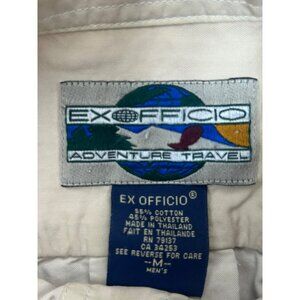 EXOFFICIO
ADVENTURE TRAVEL
EX OFFICIO®
55% COTTON
45% POLYESTER
MADE IN THAILAND
FAIT EN THAILANDE
RN 79137
CA 34253
SEE REVERSE FOR CARE
-M-
MEN'S